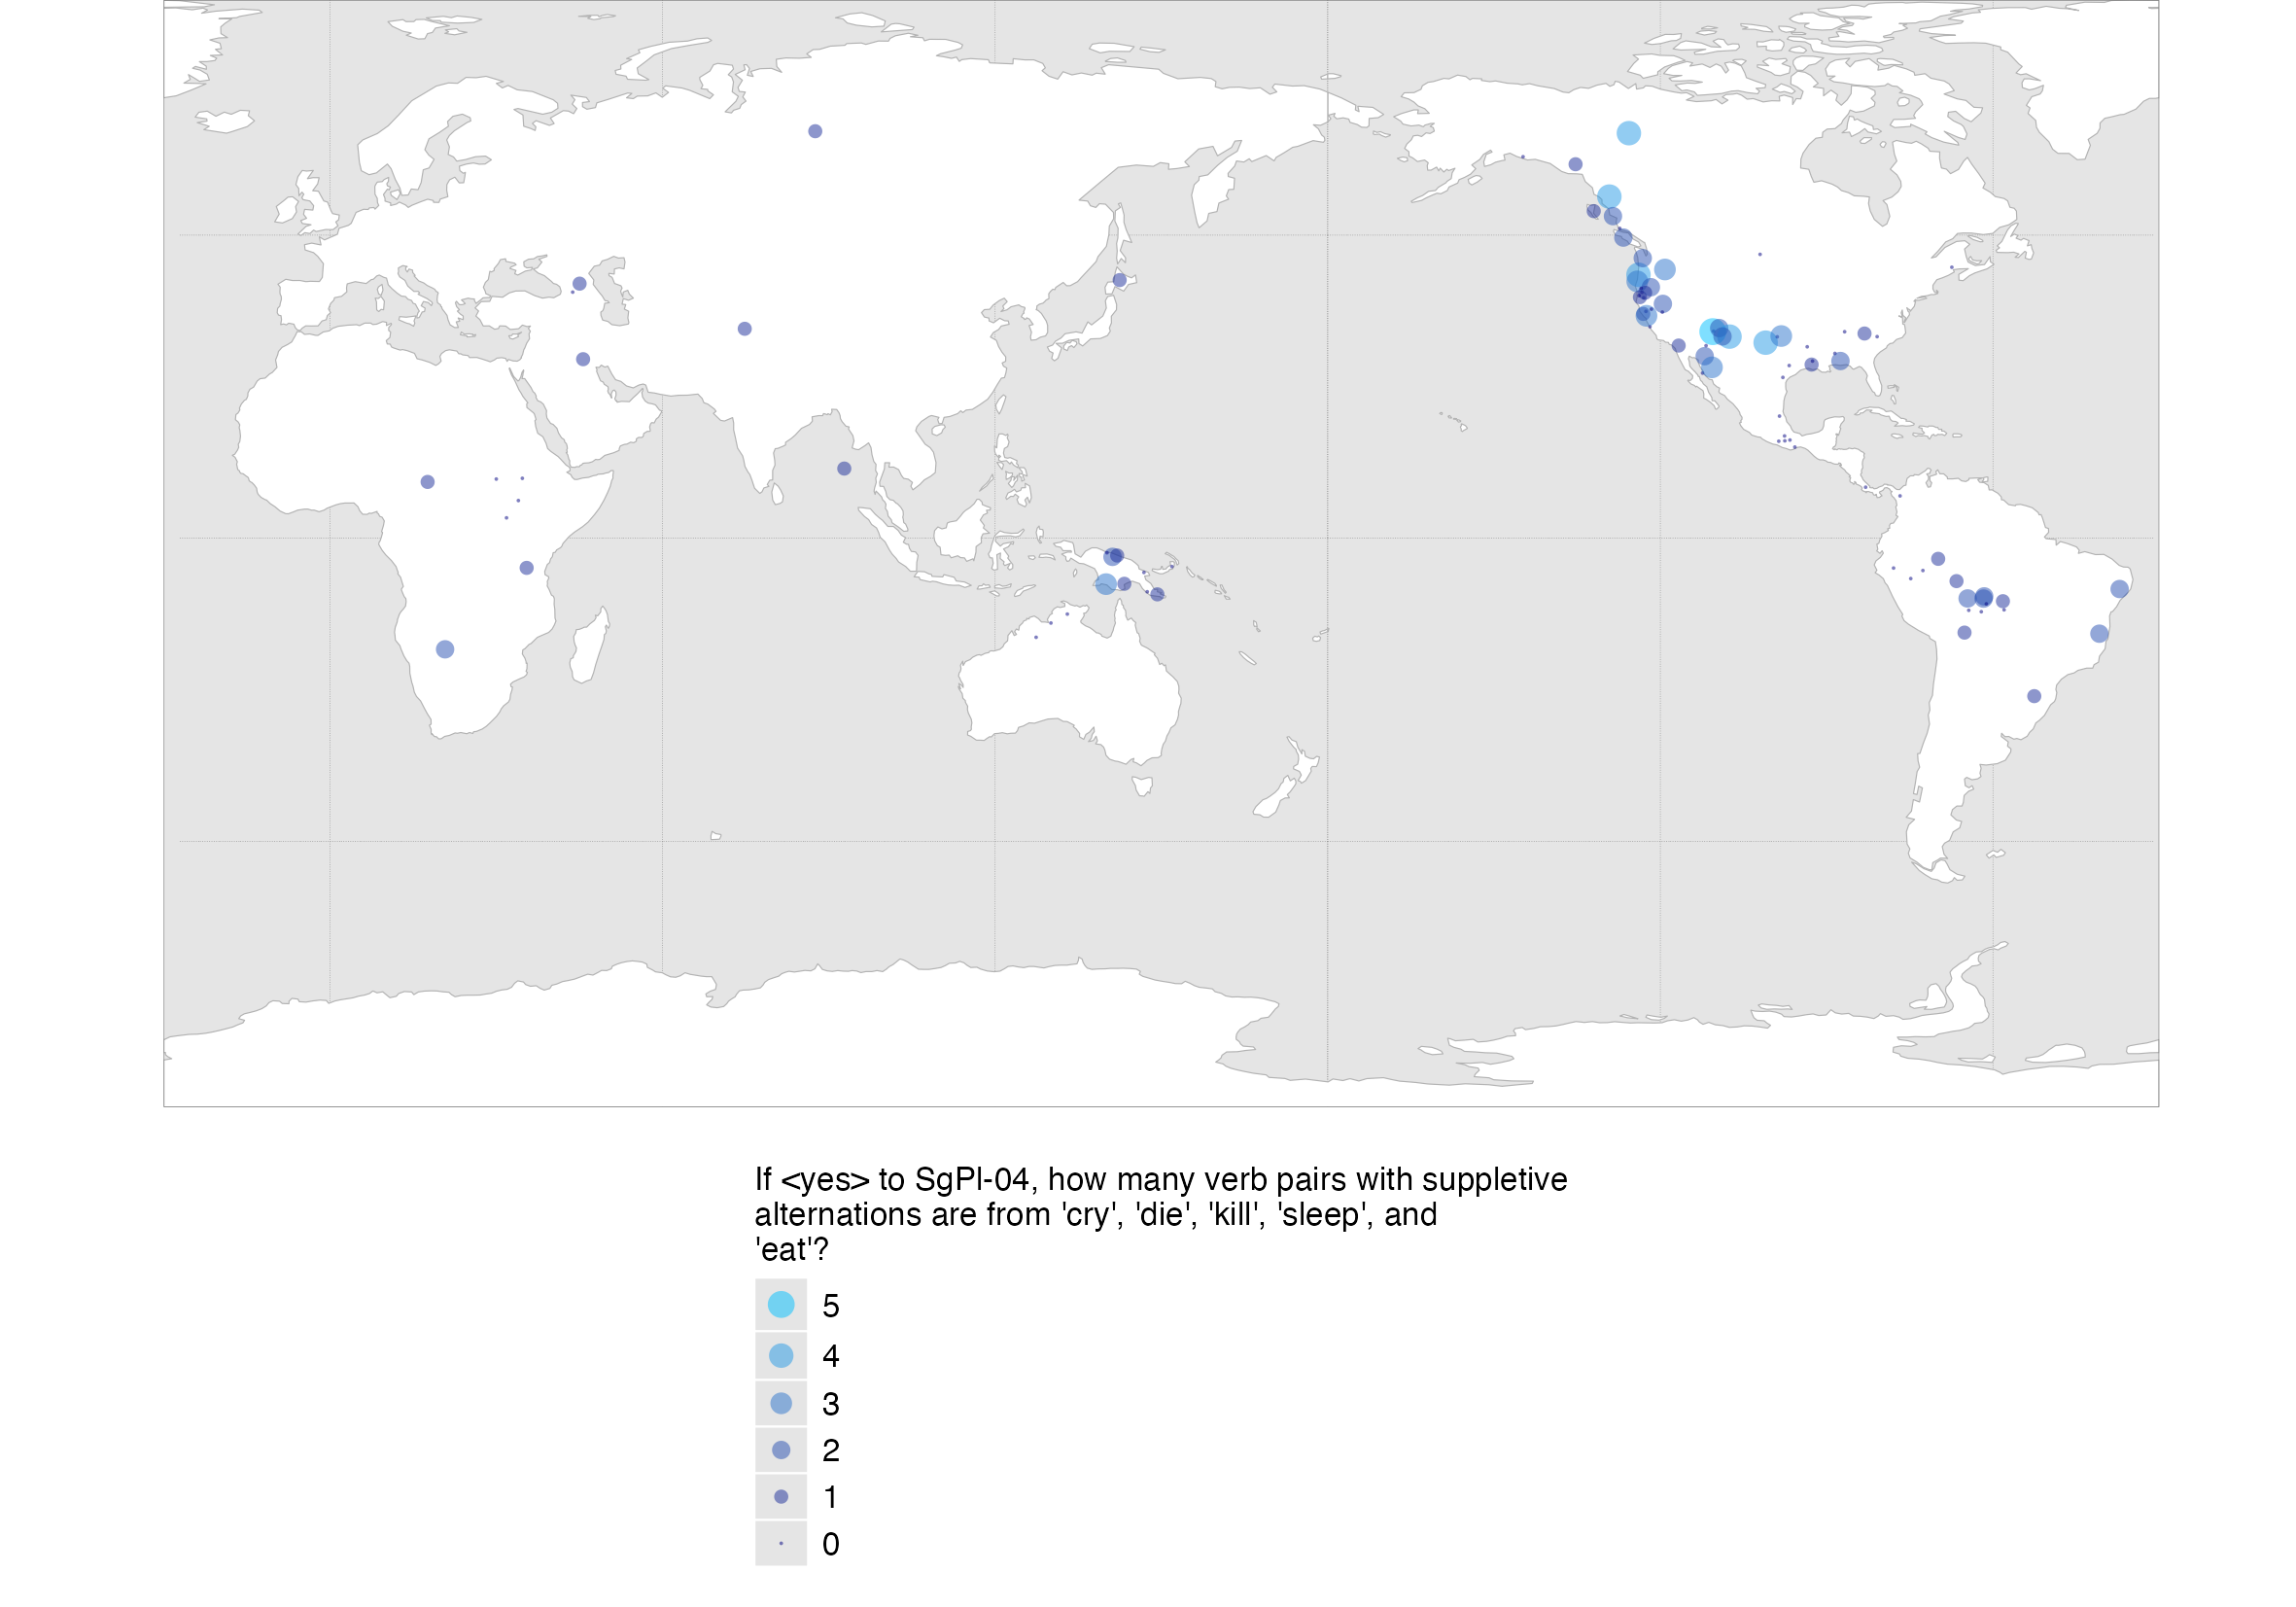 If <yes> to SgPl-04, how many verb pairs with suppletive
alternations are from 'cry', 'die', 'kill', 'sleep', and
'eat'?
5
4
3
2
1
0